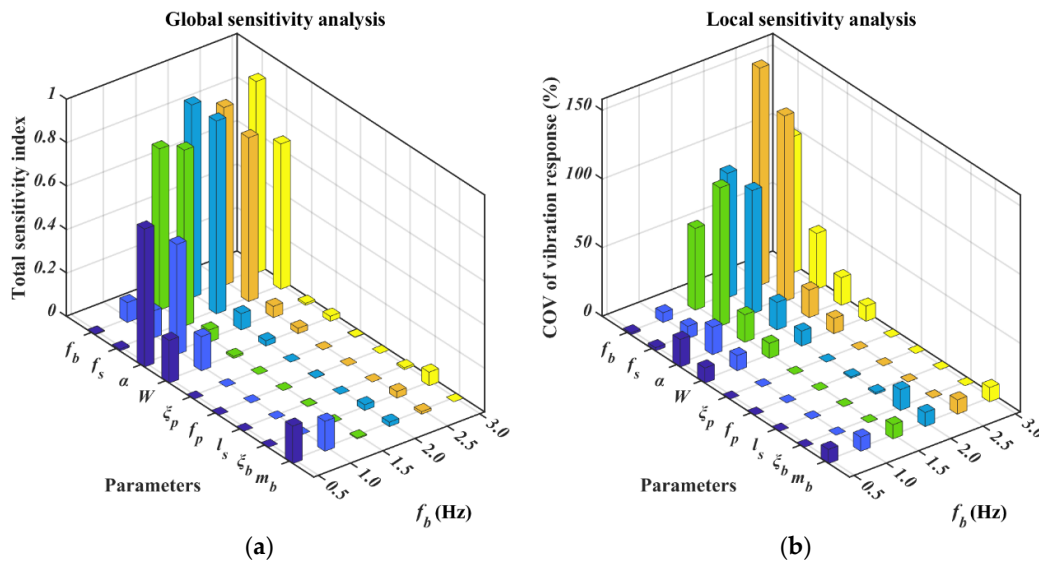 Global sensitivity analysis
Total sensitivity index
1
0.8
0.6
0.4
0.2
0
f_b
f_s
α
W
ξ_p
f_p
l_s
ξ_b
m_b
Parameters
0.5
1.0
1.5
2.0
2.5
3.0
f_b (Hz)
(a)
Local sensitivity analysis
COV of vibration response (%)
150
100
50
0
f_b
f_s
α
W
ξ_p
f_p
l_s
ξ_b
m_b
Parameters
0.5
1.0
1.5
2.0
2.5
3.0
f_b (Hz)
(b)